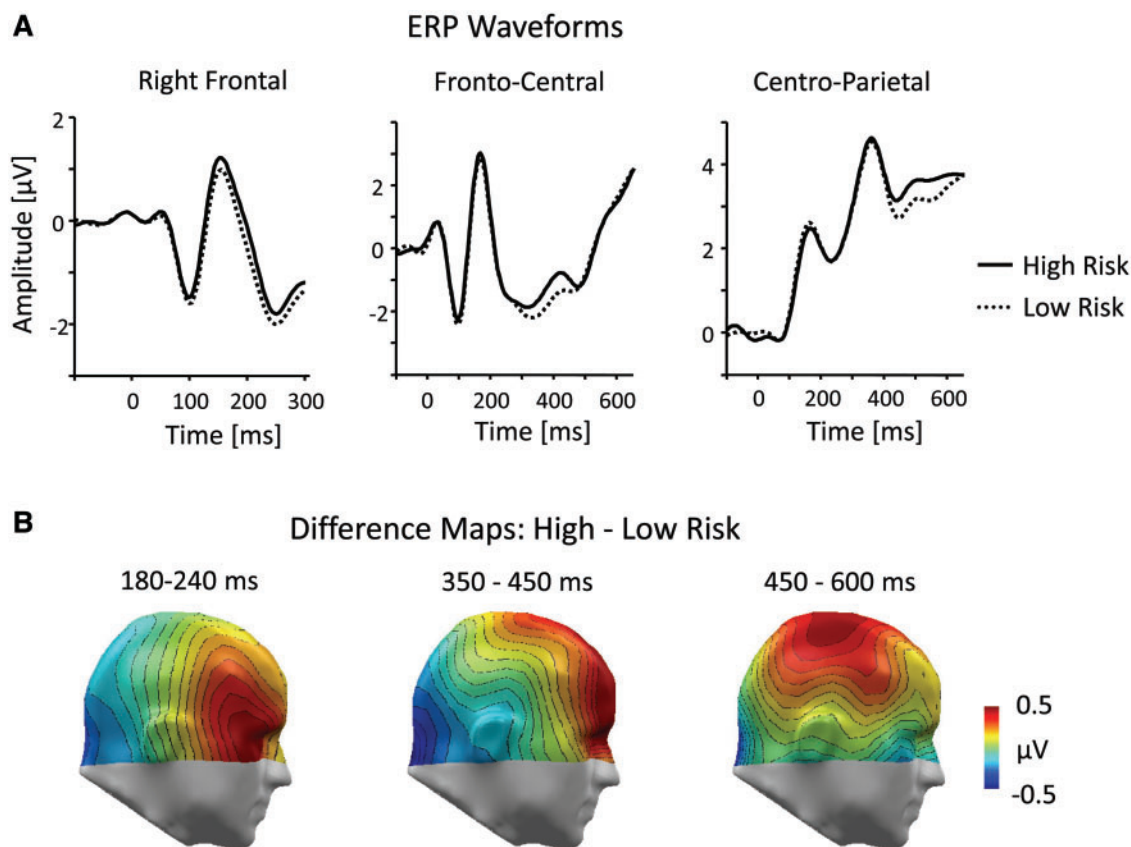 A
ERP Waveforms
Right Frontal
Fronto-Central
Centro-Parietal
Amplitude [µV]
2
0
-2
0 100 200 300
Time [ms]
2
0
-2
0 200 400 600
Time [ms]
4
2
0
0 200 400 600
Time [ms]
High Risk
Low Risk
B
Difference Maps: High - Low Risk
180-240 ms
350 - 450 ms
450 - 600 ms
0.5
µV
-0.5